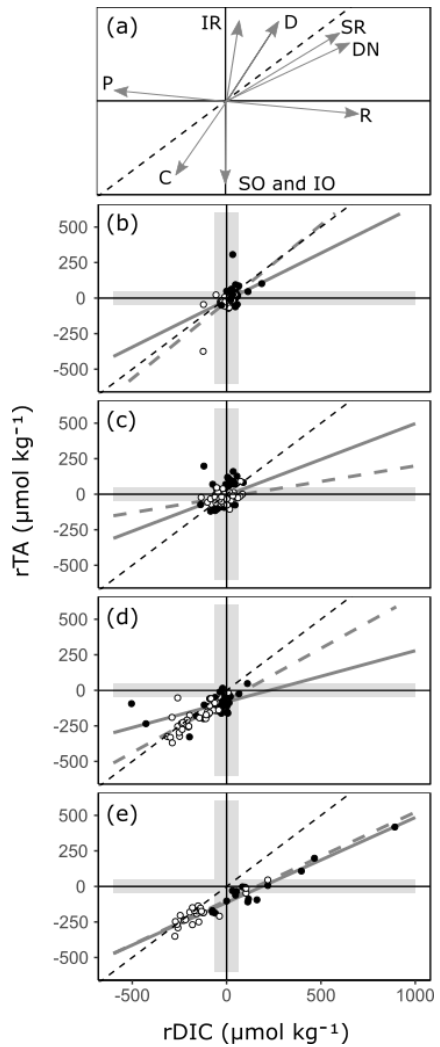 (a)
IR
D
SR
DN
P
R
C
SO and IO
(b)
500
250
0
-250
-500
(c)
500
250
0
-250
-500
rTA (μmol kg⁻¹)
(d)
500
250
0
-250
-500
(e)
500
250
0
-250
-500
-500 0 500 1000
rDIC (μmol kg⁻¹)